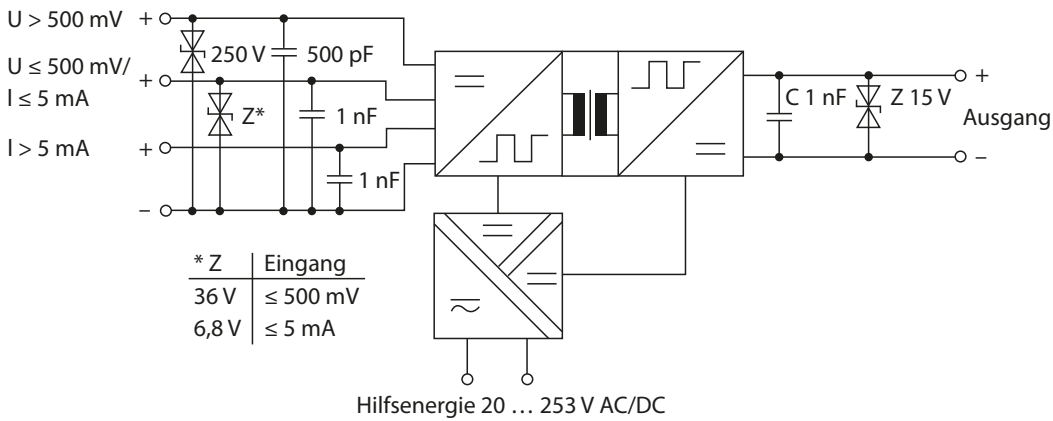 U > 500 mV +
250 V
500 pF
U ≤ 500 mV/
I ≤ 5 mA
+
Z*
1 nF
I > 5 mA +
1 nF
–
C 1 nF
Z 15 V
+
Ausgang
–
* Z Eingang
36 V ≤ 500 mV
6,8 V ≤ 5 mA
Hilfsenergie 20 … 253 V AC/DC